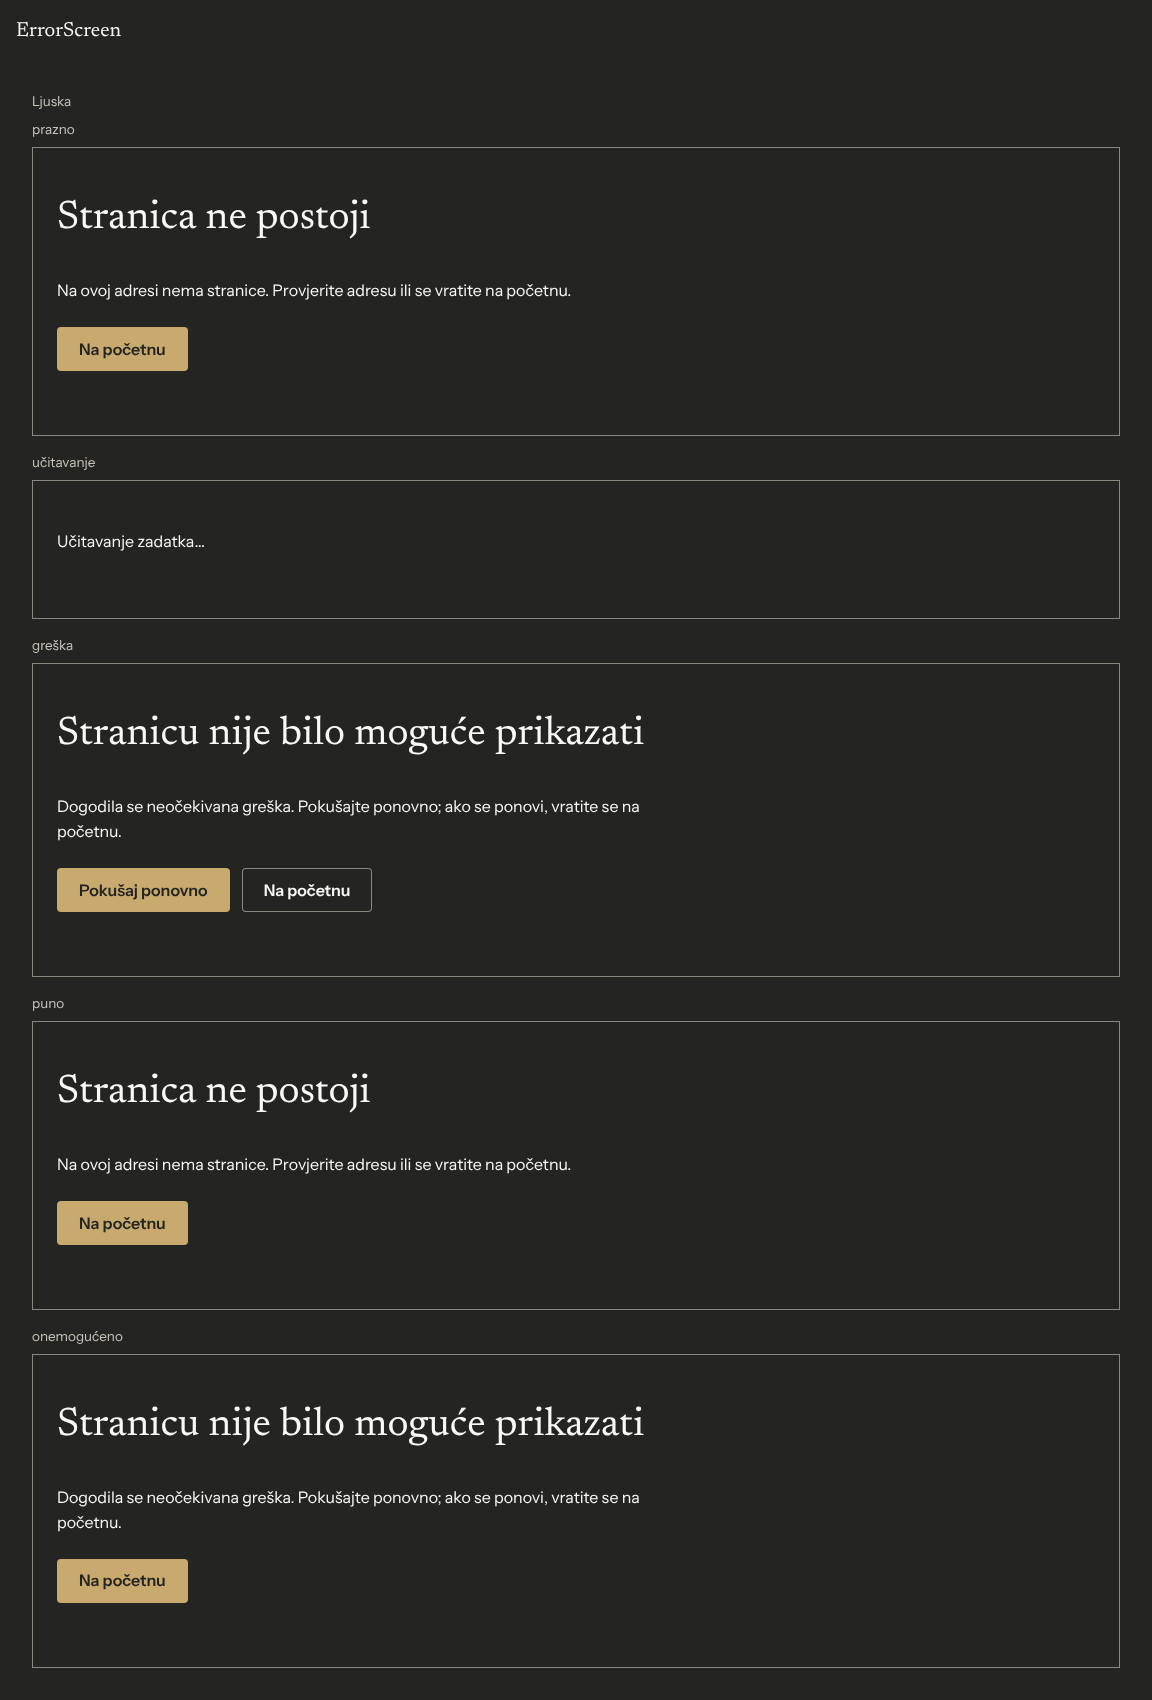 ErrorScreen
Ljuska
prazno
Stranica ne postoji
Na ovoj adresi nema stranice. Provjerite adresu ili se vratite na početnu.
Na početnu
učitavanje
Učitavanje zadatka…
greška
Stranicu nije bilo moguće prikazati
Dogodila se neočekivana greška. Pokušajte ponovno; ako se ponovi, vratite se na
početnu.
Pokušaj ponovno Na početnu
puno
Stranica ne postoji
Na ovoj adresi nema stranice. Provjerite adresu ili se vratite na početnu.
Na početnu
onemogućeno
Stranicu nije bilo moguće prikazati
Dogodila se neočekivana greška. Pokušajte ponovno; ako se ponovi, vratite se na
početnu.
Na početnu